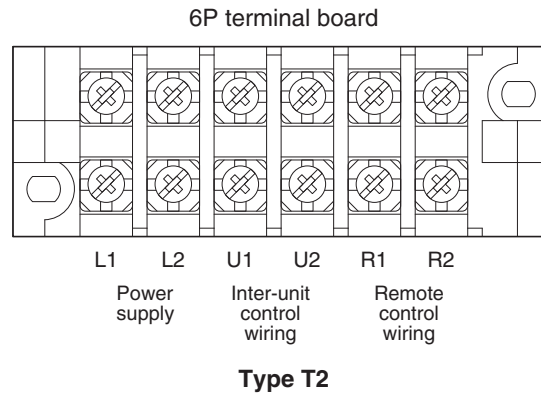 6P terminal board
L1 L2 U1 U2 R1 R2
Power supply
Inter-unit control wiring
Remote control wiring
Type T2